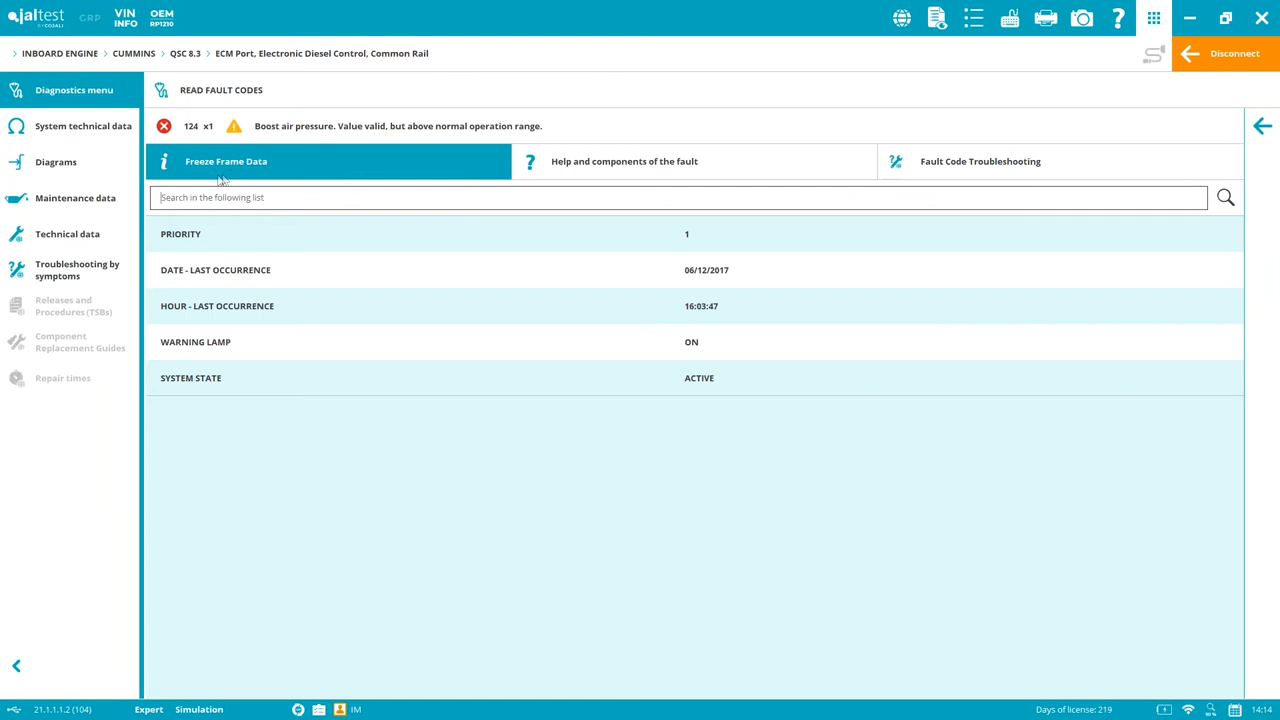 jaltest
BY COJALI
GRP
VIN
INFO
OEM
RP1210
INBOARD ENGINE > CUMMINS > QSC 8.3 > ECM Port, Electronic Diesel Control, Common Rail
Disconnect
Diagnostics menu
READ FAULT CODES
System technical data
124 x1
Boost air pressure. Value valid, but above normal operation range.
Diagrams
Freeze Frame Data
Help and components of the fault
Fault Code Troubleshooting
Maintenance data
Search in the following list
Technical data
PRIORITY 1
Troubleshooting by
symptoms
DATE - LAST OCCURRENCE 06/12/2017
Releases and
Procedures (TSBs)
HOUR - LAST OCCURRENCE 16:03:47
Component
Replacement Guides
WARNING LAMP ON
Repair times
SYSTEM STATE ACTIVE
21.1.1.1.2 (104)
Expert
Simulation
IM
Days of license: 219
14:14